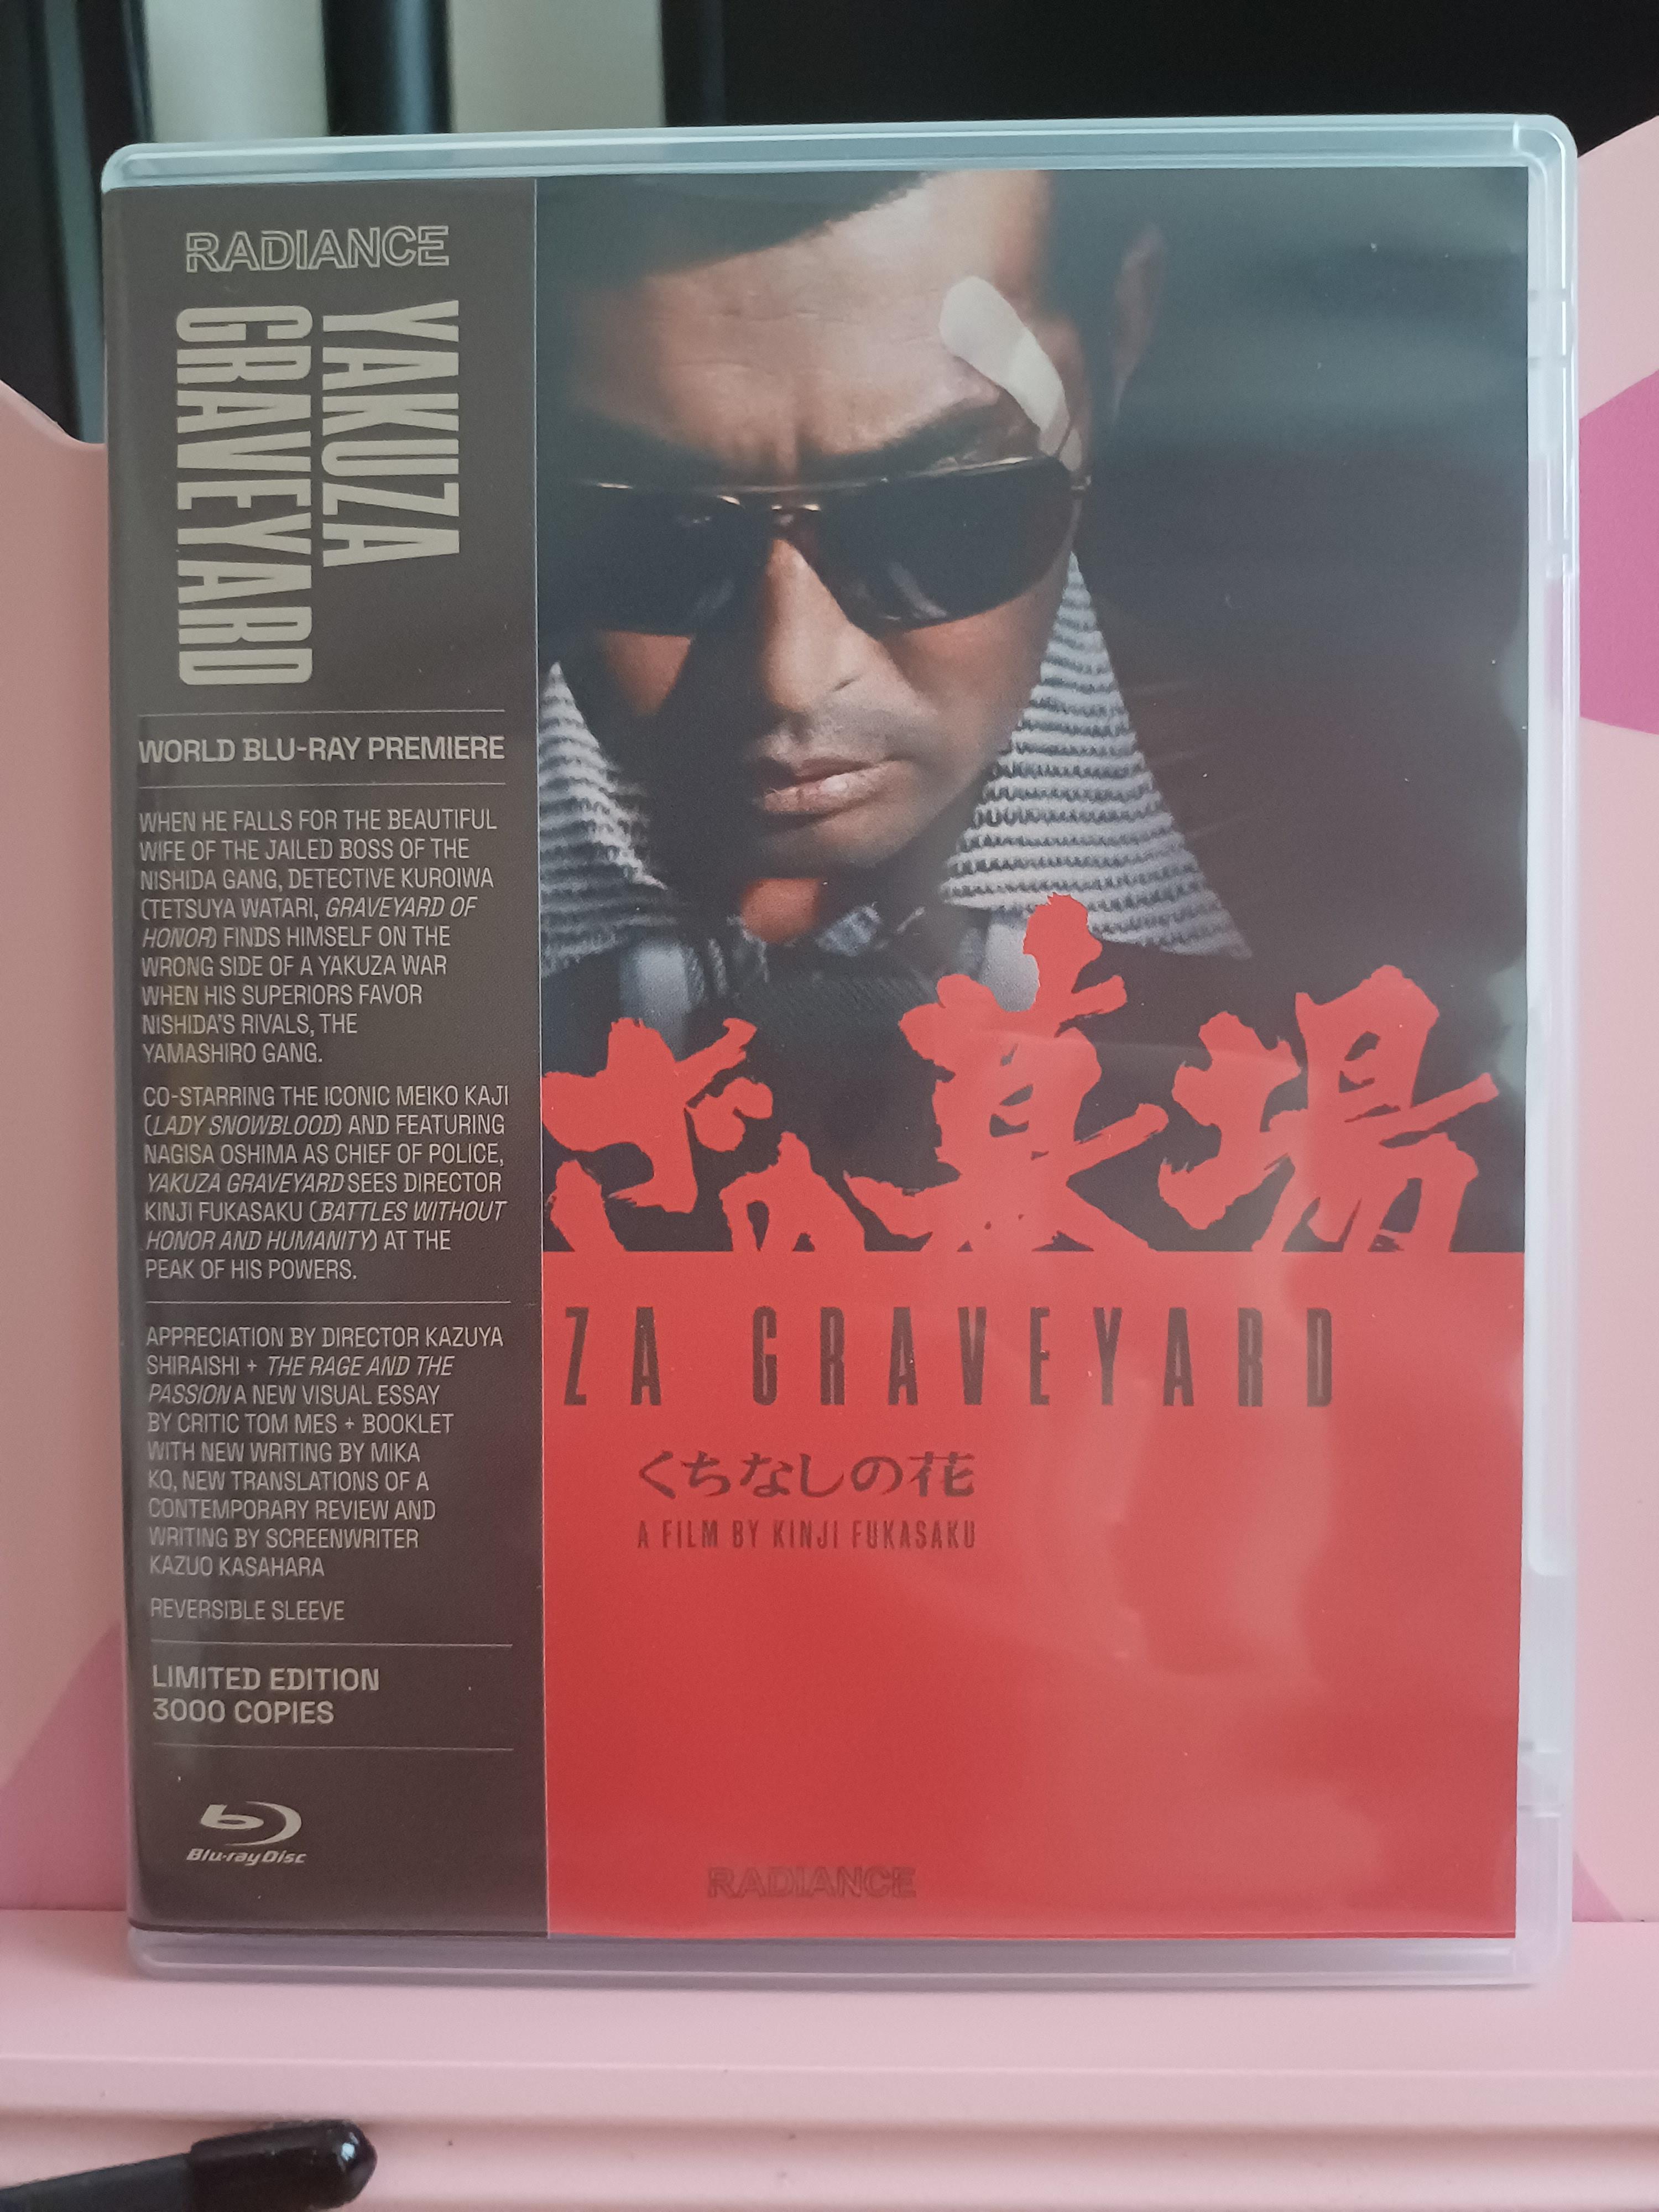 RADIANCE
YAKUZA
GRAVEYARD
WORLD BLU-RAY PREMIERE
WHEN HE FALLS FOR THE BEAUTIFUL
WIFE OF THE JAILED BOSS OF THE
NISHIDA GANG, DETECTIVE KUROIWA
(TETSUYA WATARI, GRAVEYARD OF
HONOR) FINDS HIMSELF ON THE
WRONG SIDE OF A YAKUZA WAR
WHEN HIS SUPERIORS FAVOR
NISHIDA'S RIVALS, THE
YAMASHIRO GANG.
CO-STARRING THE ICONIC MEIKO KAJI
(LADY SNOWBLOOD) AND FEATURING
NAGISA OSHIMA AS CHIEF OF POLICE,
YAKUZA GRAVEYARD SEES DIRECTOR
KINJI FUKASAKU (BATTLES WITHOUT
HONOR AND HUMANITY) AT THE
PEAK OF HIS POWERS.
APPRECIATION BY DIRECTOR KAZUYA
SHIRAISHI + THE RAGE AND THE
PASSION A NEW VISUAL ESSAY
BY CRITIC TOM MES + BOOKLET
WITH NEW WRITING BY MIKA
KO, NEW TRANSLATIONS OF A
CONTEMPORARY REVIEW AND
WRITING BY SCREENWRITER
KAZUO KASAHARA
REVERSIBLE SLEEVE
LIMITED EDITION
3000 COPIES
Blu-ray Disc
の墓場
ZA GRAVEYARD
くちなしの花
A FILM BY KINJI FUKASAKU
RADIANCE